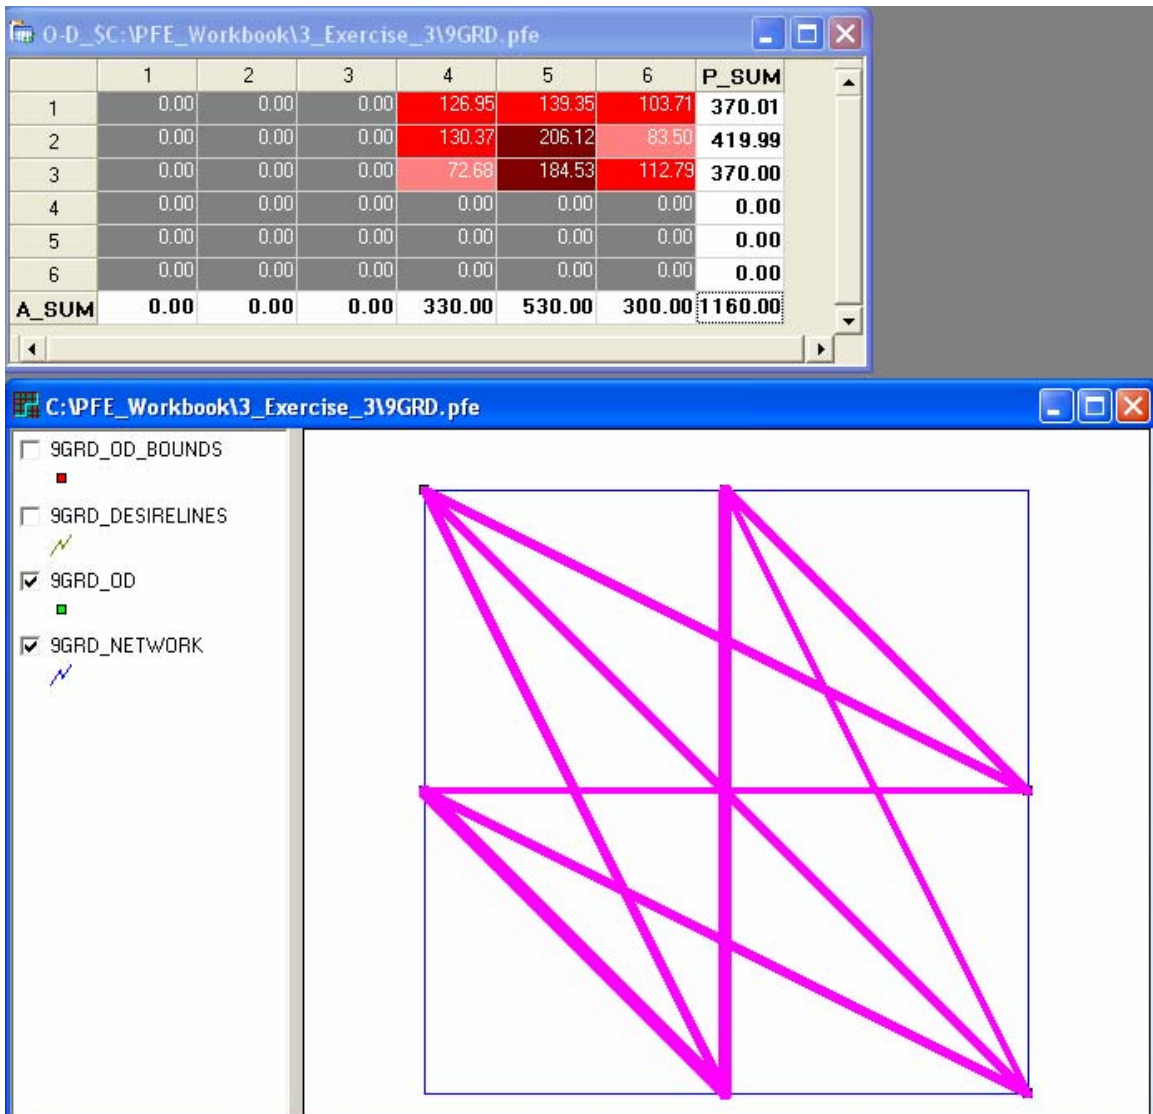 O-D_$C:\PFE_Workbook\3_Exercise_3\9GRD.pfe
1 2 3 4 5 6 P_SUM
1 0.00 0.00 0.00 126.95 139.35 103.71 370.01
2 0.00 0.00 0.00 130.37 206.12 83.50 419.99
3 0.00 0.00 0.00 72.68 184.53 112.79 370.00
4 0.00 0.00 0.00 0.00 0.00 0.00 0.00
5 0.00 0.00 0.00 0.00 0.00 0.00 0.00
6 0.00 0.00 0.00 0.00 0.00 0.00 0.00
A_SUM 0.00 0.00 0.00 330.00 530.00 300.00 1160.00
C:\PFE_Workbook\3_Exercise_3\9GRD.pfe
9GRD_OD_BOUNDS
9GRD_DESIRELINES
9GRD_OD
9GRD_NETWORK